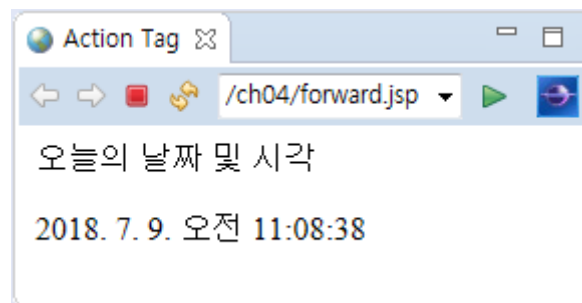 Action Tag
/ch04/forward.jsp
오늘의 날짜 및 시각
2018. 7. 9. 오전 11:08:38